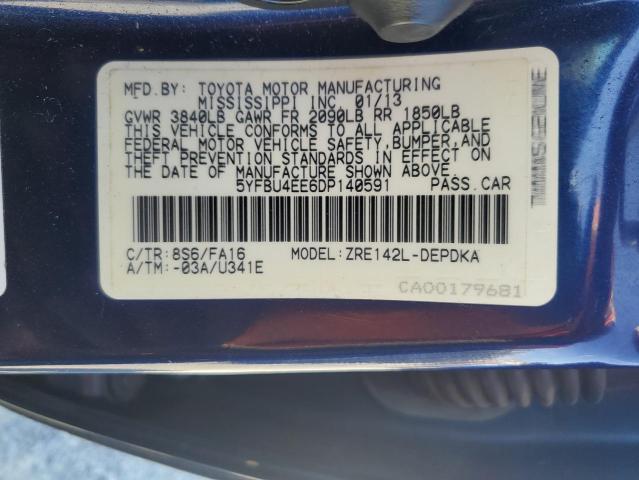 MFD.BY: TOYOTA MOTOR MANUFACTURING
MISSISSIPPI INC. 01/13
GVWR 3840LB GAWR FR 2090LB RR 1850LB
THIS VEHICLE CONFORMS TO ALL APPLICABLE
FEDERAL MOTOR VEHICLE SAFETY,BUMPER,AND
THEFT PREVENTION STANDARDS IN EFFECT ON
THE DATE OF MANUFACTURE SHOWN ABOVE.
5YFBU4EE6DP140591 PASS.CAR
C/TR:8S6/FA16 MODEL:ZRE142L-DEPDKA
A/TM:-03A/U341E
CA00179681